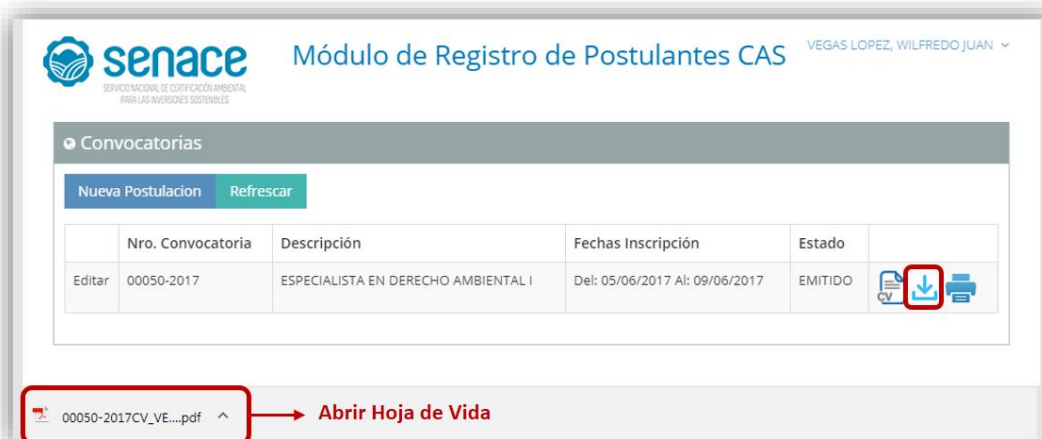 senace
SERVICIO NACIONAL DE CERTIFICACIÓN AMBIENTAL
PARA LAS INVERSIONES SOSTENIBLES
Módulo de Registro de Postulantes CAS
VEGAS LOPEZ, WILFREDO JUAN
Convocatorias
Nueva Postulacion Refrescar
Nro. Convocatoria Descripción Fechas Inscripción Estado
Editar 00050-2017 ESPECIALISTA EN DERECHO AMBIENTAL I Del: 05/06/2017 Al: 09/06/2017 EMITIDO CV
00050-2017CV_VE....pdf Abrir Hoja de Vida